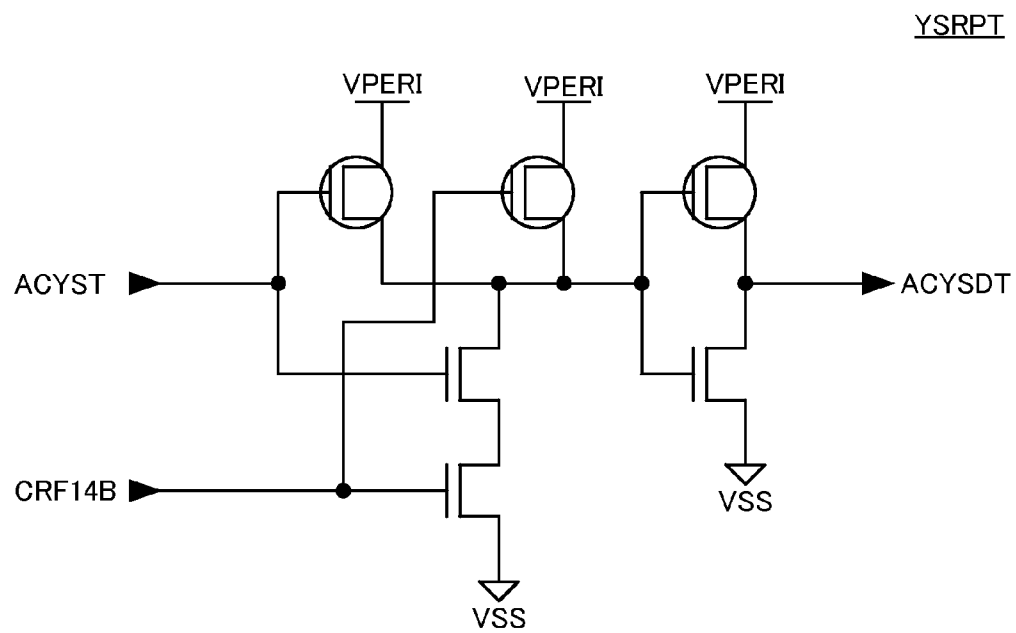 YSRPT
VPERI
VPERI
VPERI
ACYST
ACYSDT
CRF14B
VSS
VSS